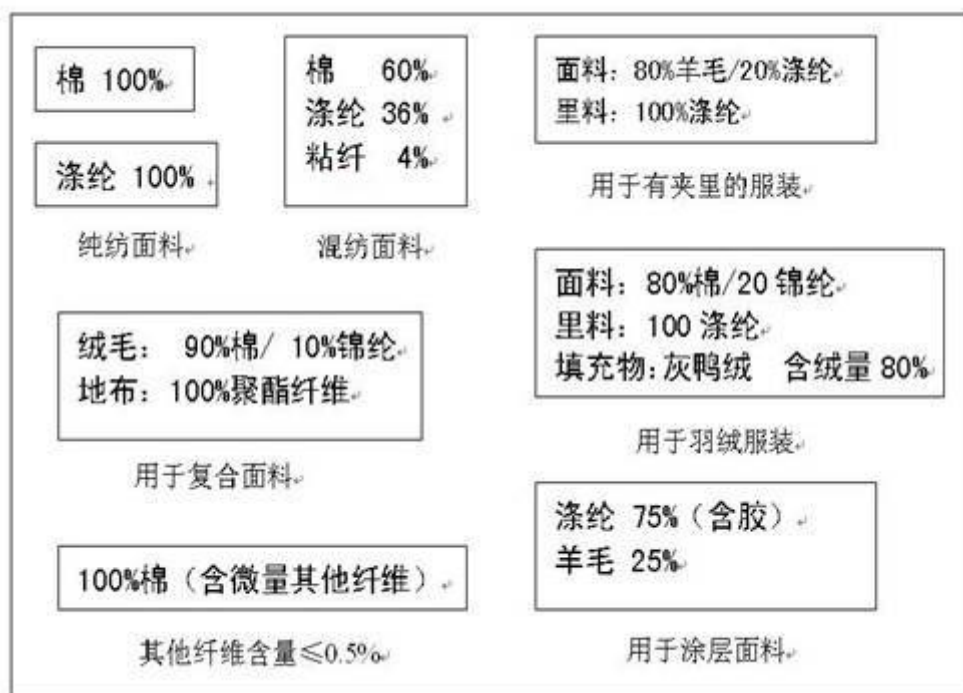 棉 100%
涤纶 100%
纯纺面料
棉 60%
涤纶 36%
粘纤 4%
混纺面料
面料：80%羊毛/20%涤纶
里料：100%涤纶
用于有夹里的服装
绒毛： 90%棉/ 10%锦纶
地布：100%聚酯纤维
用于复合面料
面料：80%棉/20 锦纶
里料：100 涤纶
填充物：灰鸭绒 含绒量 80%
用于羽绒服装
100%棉（含微量其他纤维）
其他纤维含量≤0.5%
涤纶 75%（含胶）
羊毛 25%
用于涂层面料